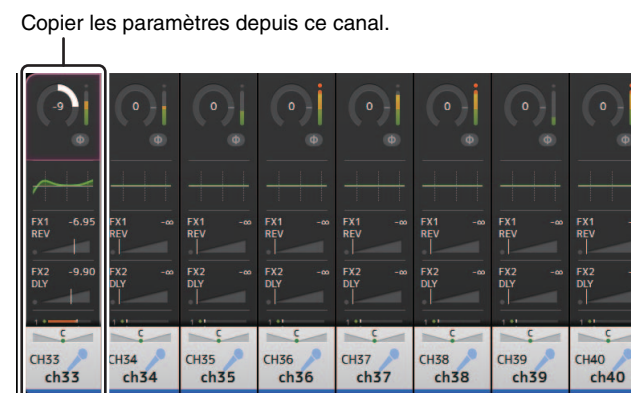 Copier les paramètres depuis ce canal.
-9 0 0 0 0 0 0 0
Φ Φ Φ Φ Φ Φ Φ
FX1 -6.95 FX1 -∞ FX1 -∞ FX1 -∞ FX1 -∞ FX1 -∞ FX1 -∞ FX1
REV REV REV REV REV REV REV REV
FX2 -9.90 FX2 -∞ FX2 -∞ FX2 -∞ FX2 -∞ FX2 -∞ FX2 -∞ FX2
DLY DLY DLY DLY DLY DLY DLY DLY
C C C C C C C C
CH33 CH34 CH35 CH36 CH37 CH38 CH39 CH40
ch33 ch34 ch35 ch36 ch37 ch38 ch39 ch40